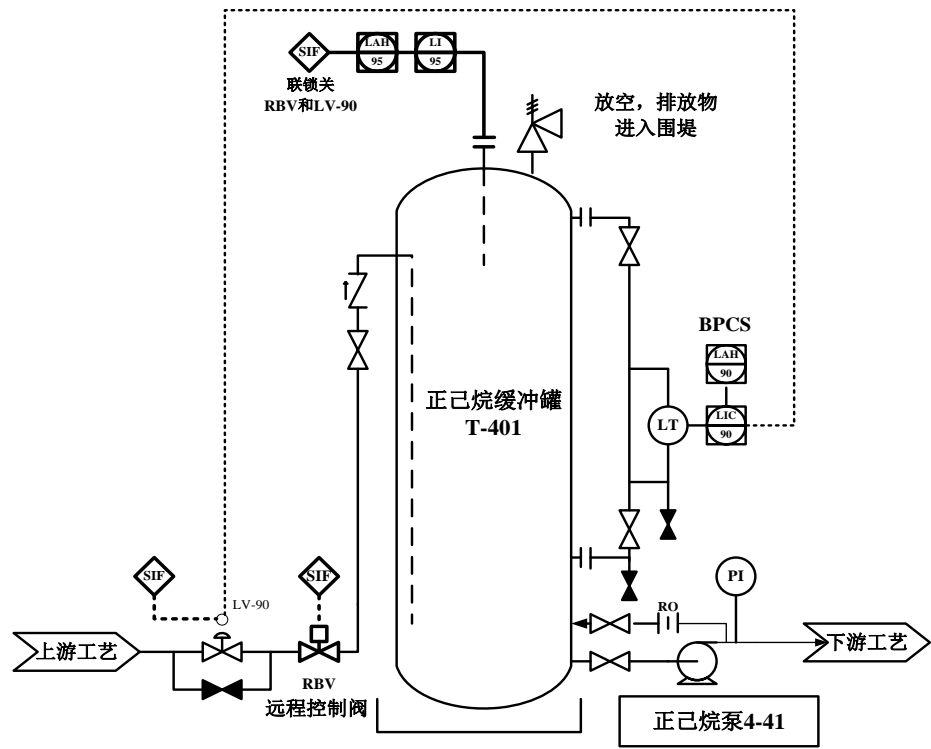 SIF
LAH
95
LI
95
联锁关
RBV和LV-90
放空，排放物
进入围堤
BPCS
LAH
90
正己烷缓冲罐
T-401
LT
LIC
90
SIF
SIF
LV-90
PI
RO
上游工艺
下游工艺
RBV
远程控制阀
正己烷泵4-41